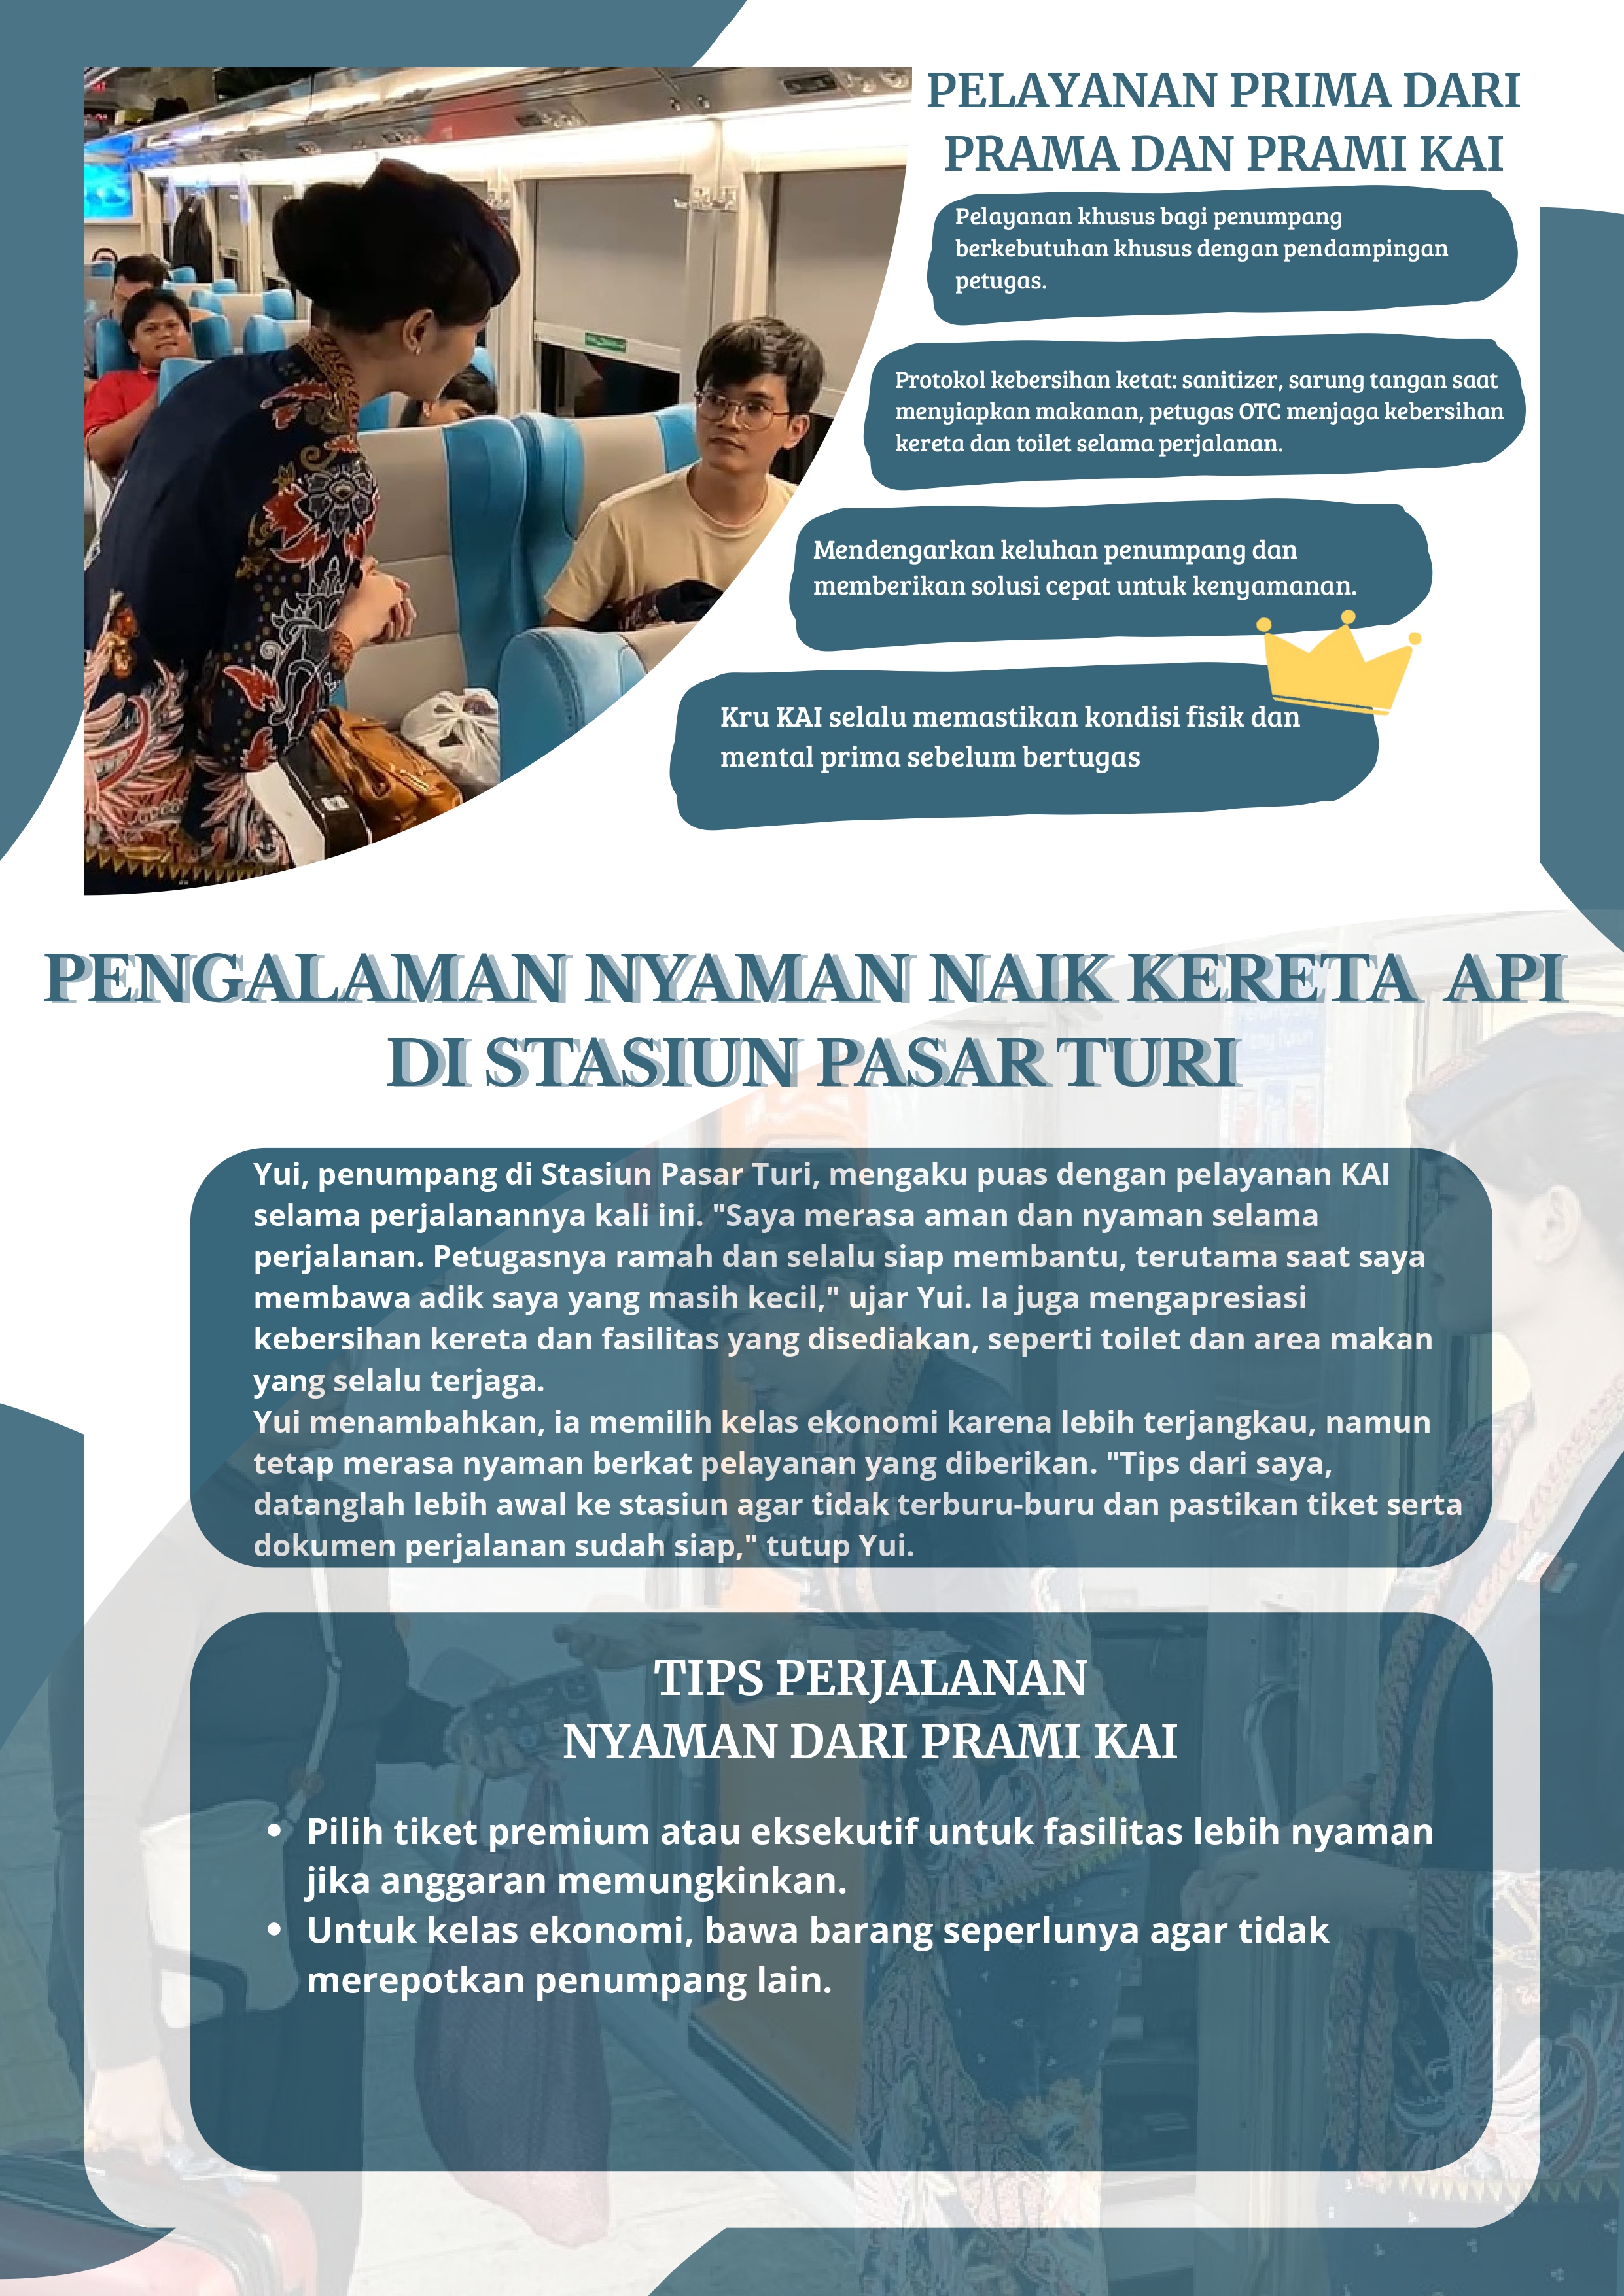 PELAYANAN PRIMA DARI
PRAMA DAN PRAMI KAI
Pelayanan khusus bagi penumpang
berkebutuhan khusus dengan pendampingan
petugas.
Protokol kebersihan ketat: sanitizer, sarung tangan saat
menyiapkan makanan, petugas OTC menjaga kebersihan
kereta dan toilet selama perjalanan.
Mendengarkan keluhan penumpang dan
memberikan solusi cepat untuk kenyamanan.
Kru KAI selalu memastikan kondisi fisik dan
mental prima sebelum bertugas
PENGALAMAN NYAMAN NAIK KERETA API
DI STASIUN PASAR TURI
Yui, penumpang di Stasiun Pasar Turi, mengaku puas dengan pelayanan KAI
selama perjalanannya kali ini. "Saya merasa aman dan nyaman selama
perjalanan. Petugasnya ramah dan selalu siap membantu, terutama saat saya
membawa adik saya yang masih kecil," ujar Yui. Ia juga mengapresiasi
kebersihan kereta dan fasilitas yang disediakan, seperti toilet dan area makan
yang selalu terjaga.
Yui menambahkan, ia memilih kelas ekonomi karena lebih terjangkau, namun
tetap merasa nyaman berkat pelayanan yang diberikan. "Tips dari saya,
datanglah lebih awal ke stasiun agar tidak terburu-buru dan pastikan tiket serta
dokumen perjalanan sudah siap," tutup Yui.
TIPS PERJALANAN
NYAMAN DARI PRAMI KAI
• Pilih tiket premium atau eksekutif untuk fasilitas lebih nyaman
jika anggaran memungkinkan.
• Untuk kelas ekonomi, bawa barang seperlunya agar tidak
merepotkan penumpang lain.